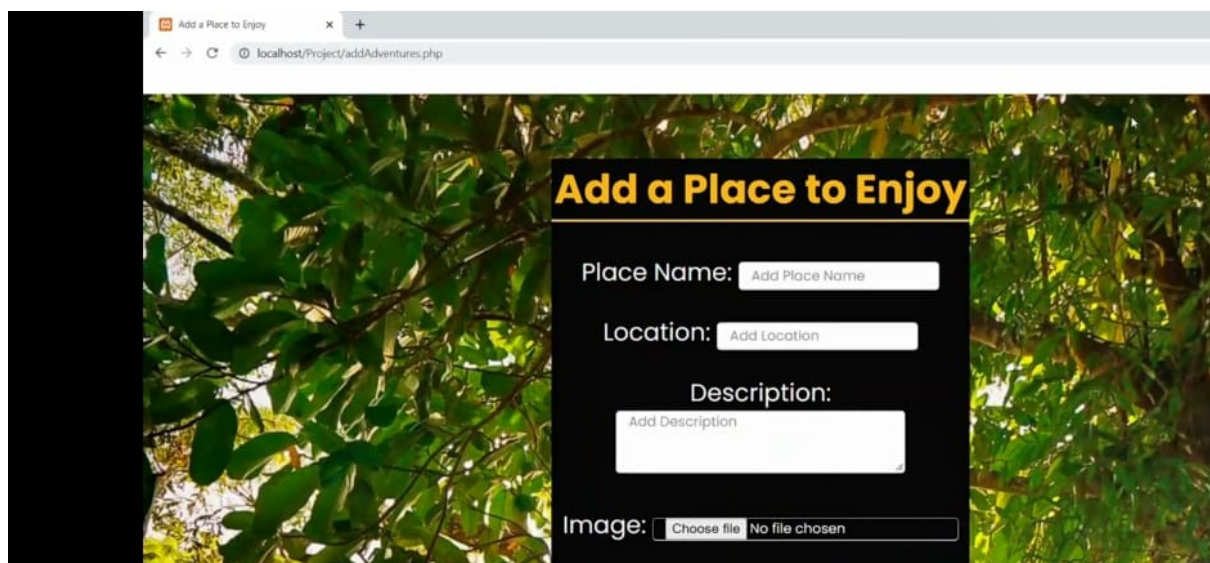 Add a Place to Enjoy
localhost/Project/addAdventures.php
Add a Place to Enjoy
Place Name: Add Place Name
Location: Add Location
Description:
Add Description
Image: Choose file No file chosen